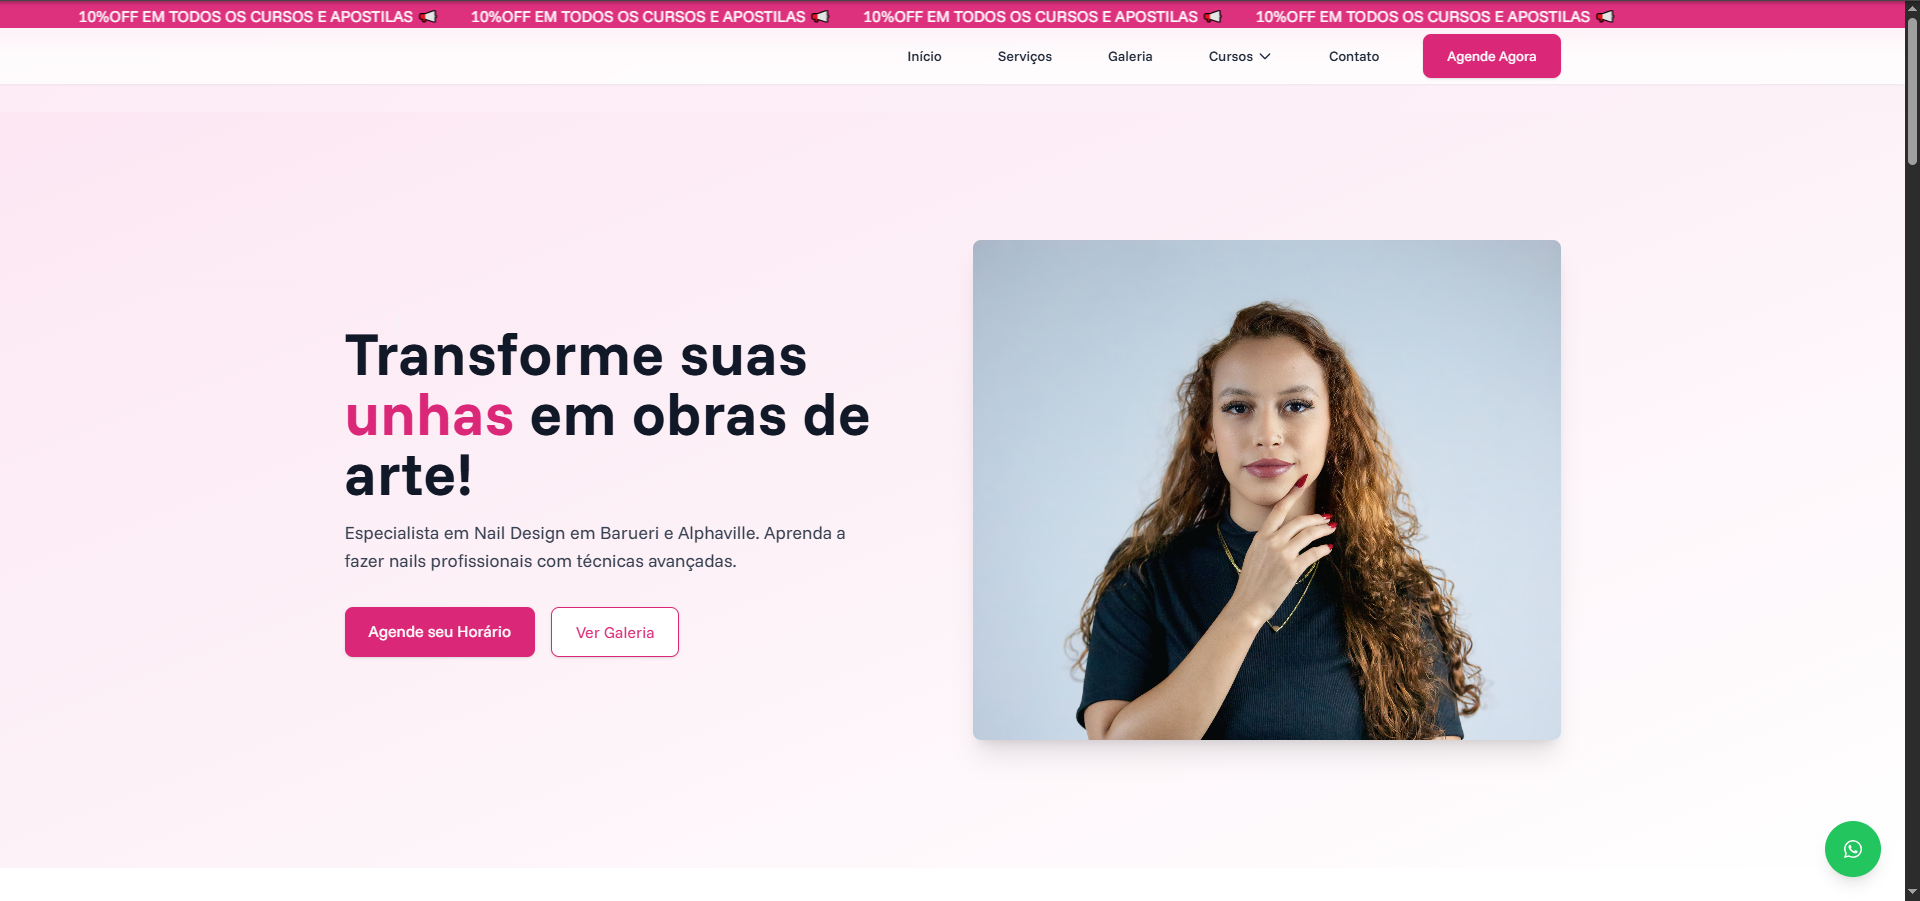 10%OFF EM TODOS OS CURSOS E APOSTILAS 10%OFF EM TODOS OS CURSOS E APOSTILAS 10%OFF EM TODOS OS CURSOS E APOSTILAS 10%OFF EM TODOS OS CURSOS E APOSTILAS
Início Serviços Galeria Cursos Contato Agende Agora
Transforme suas
unhas em obras de
arte!
Especialista em Nail Design em Barueri e Alphaville. Aprenda a
fazer nails profissionais com técnicas avançadas.
Agende seu Horário Ver Galeria